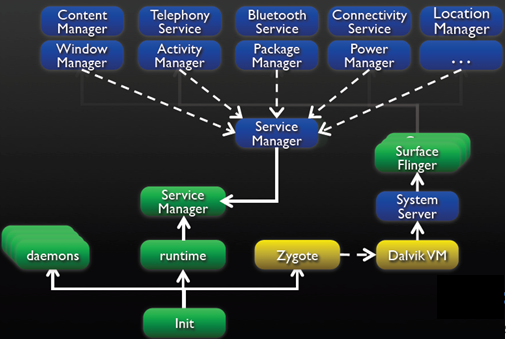 Content
Manager
Telephony
Service
Bluetooth
Service
Connectivity
Service
Location
Manager
Window
Manager
Activity
Manager
Package
Manager
Power
Manager
...
Service
Manager
Surface
Flinger
Service
Manager
System
Server
daemons
runtime
Zygote
Dalvik VM
Init